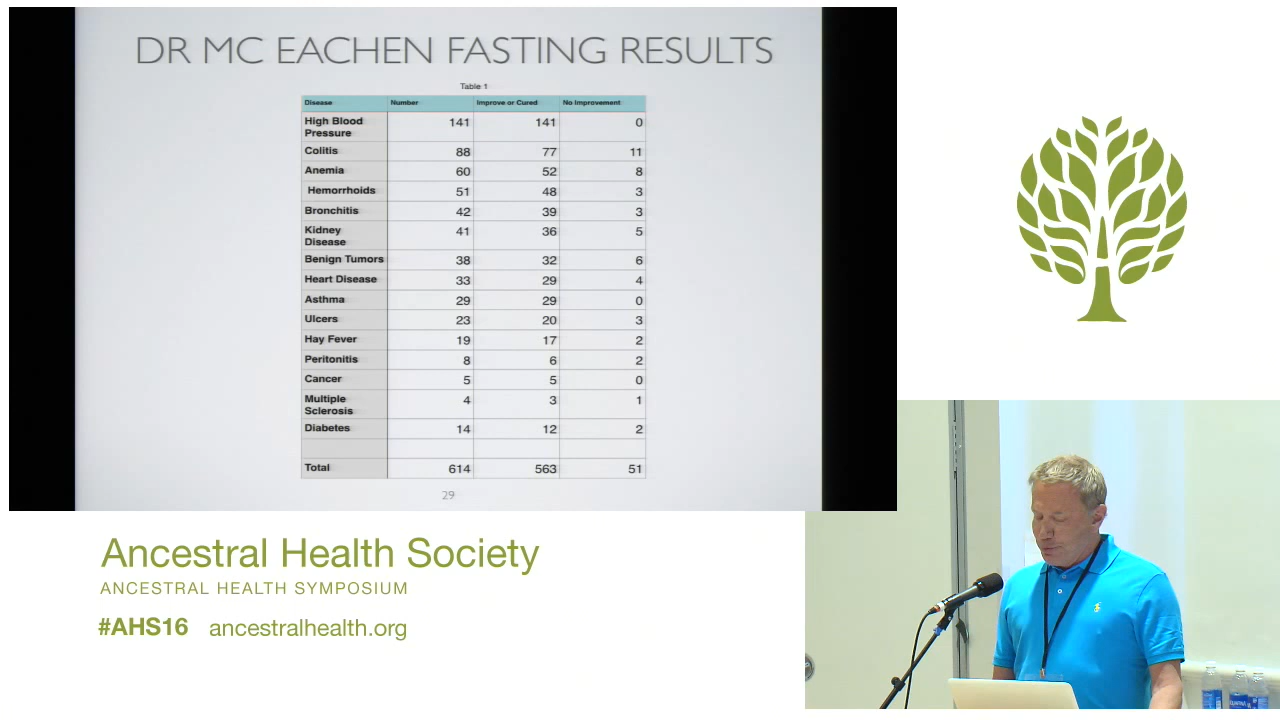 DR MC EACHEN FASTING RESULTS
Table 1
Disease Number Improve or Cured No Improvement
High Blood Pressure 141 141 0
Colitis 88 77 11
Anemia 60 52 8
Hemorrhoids 51 48 3
Bronchitis 42 39 3
Kidney Disease 41 36 5
Benign Tumors 38 32 6
Heart Disease 33 29 4
Asthma 29 29 0
Ulcers 23 20 3
Hay Fever 19 17 2
Peritonitis 8 6 2
Cancer 5 5 0
Multiple Sclerosis 4 3 1
Diabetes 14 12 2
Total 614 563 51
29
Ancestral Health Society
ANCESTRAL HEALTH SYMPOSIUM
#AHS16 ancestralhealth.org